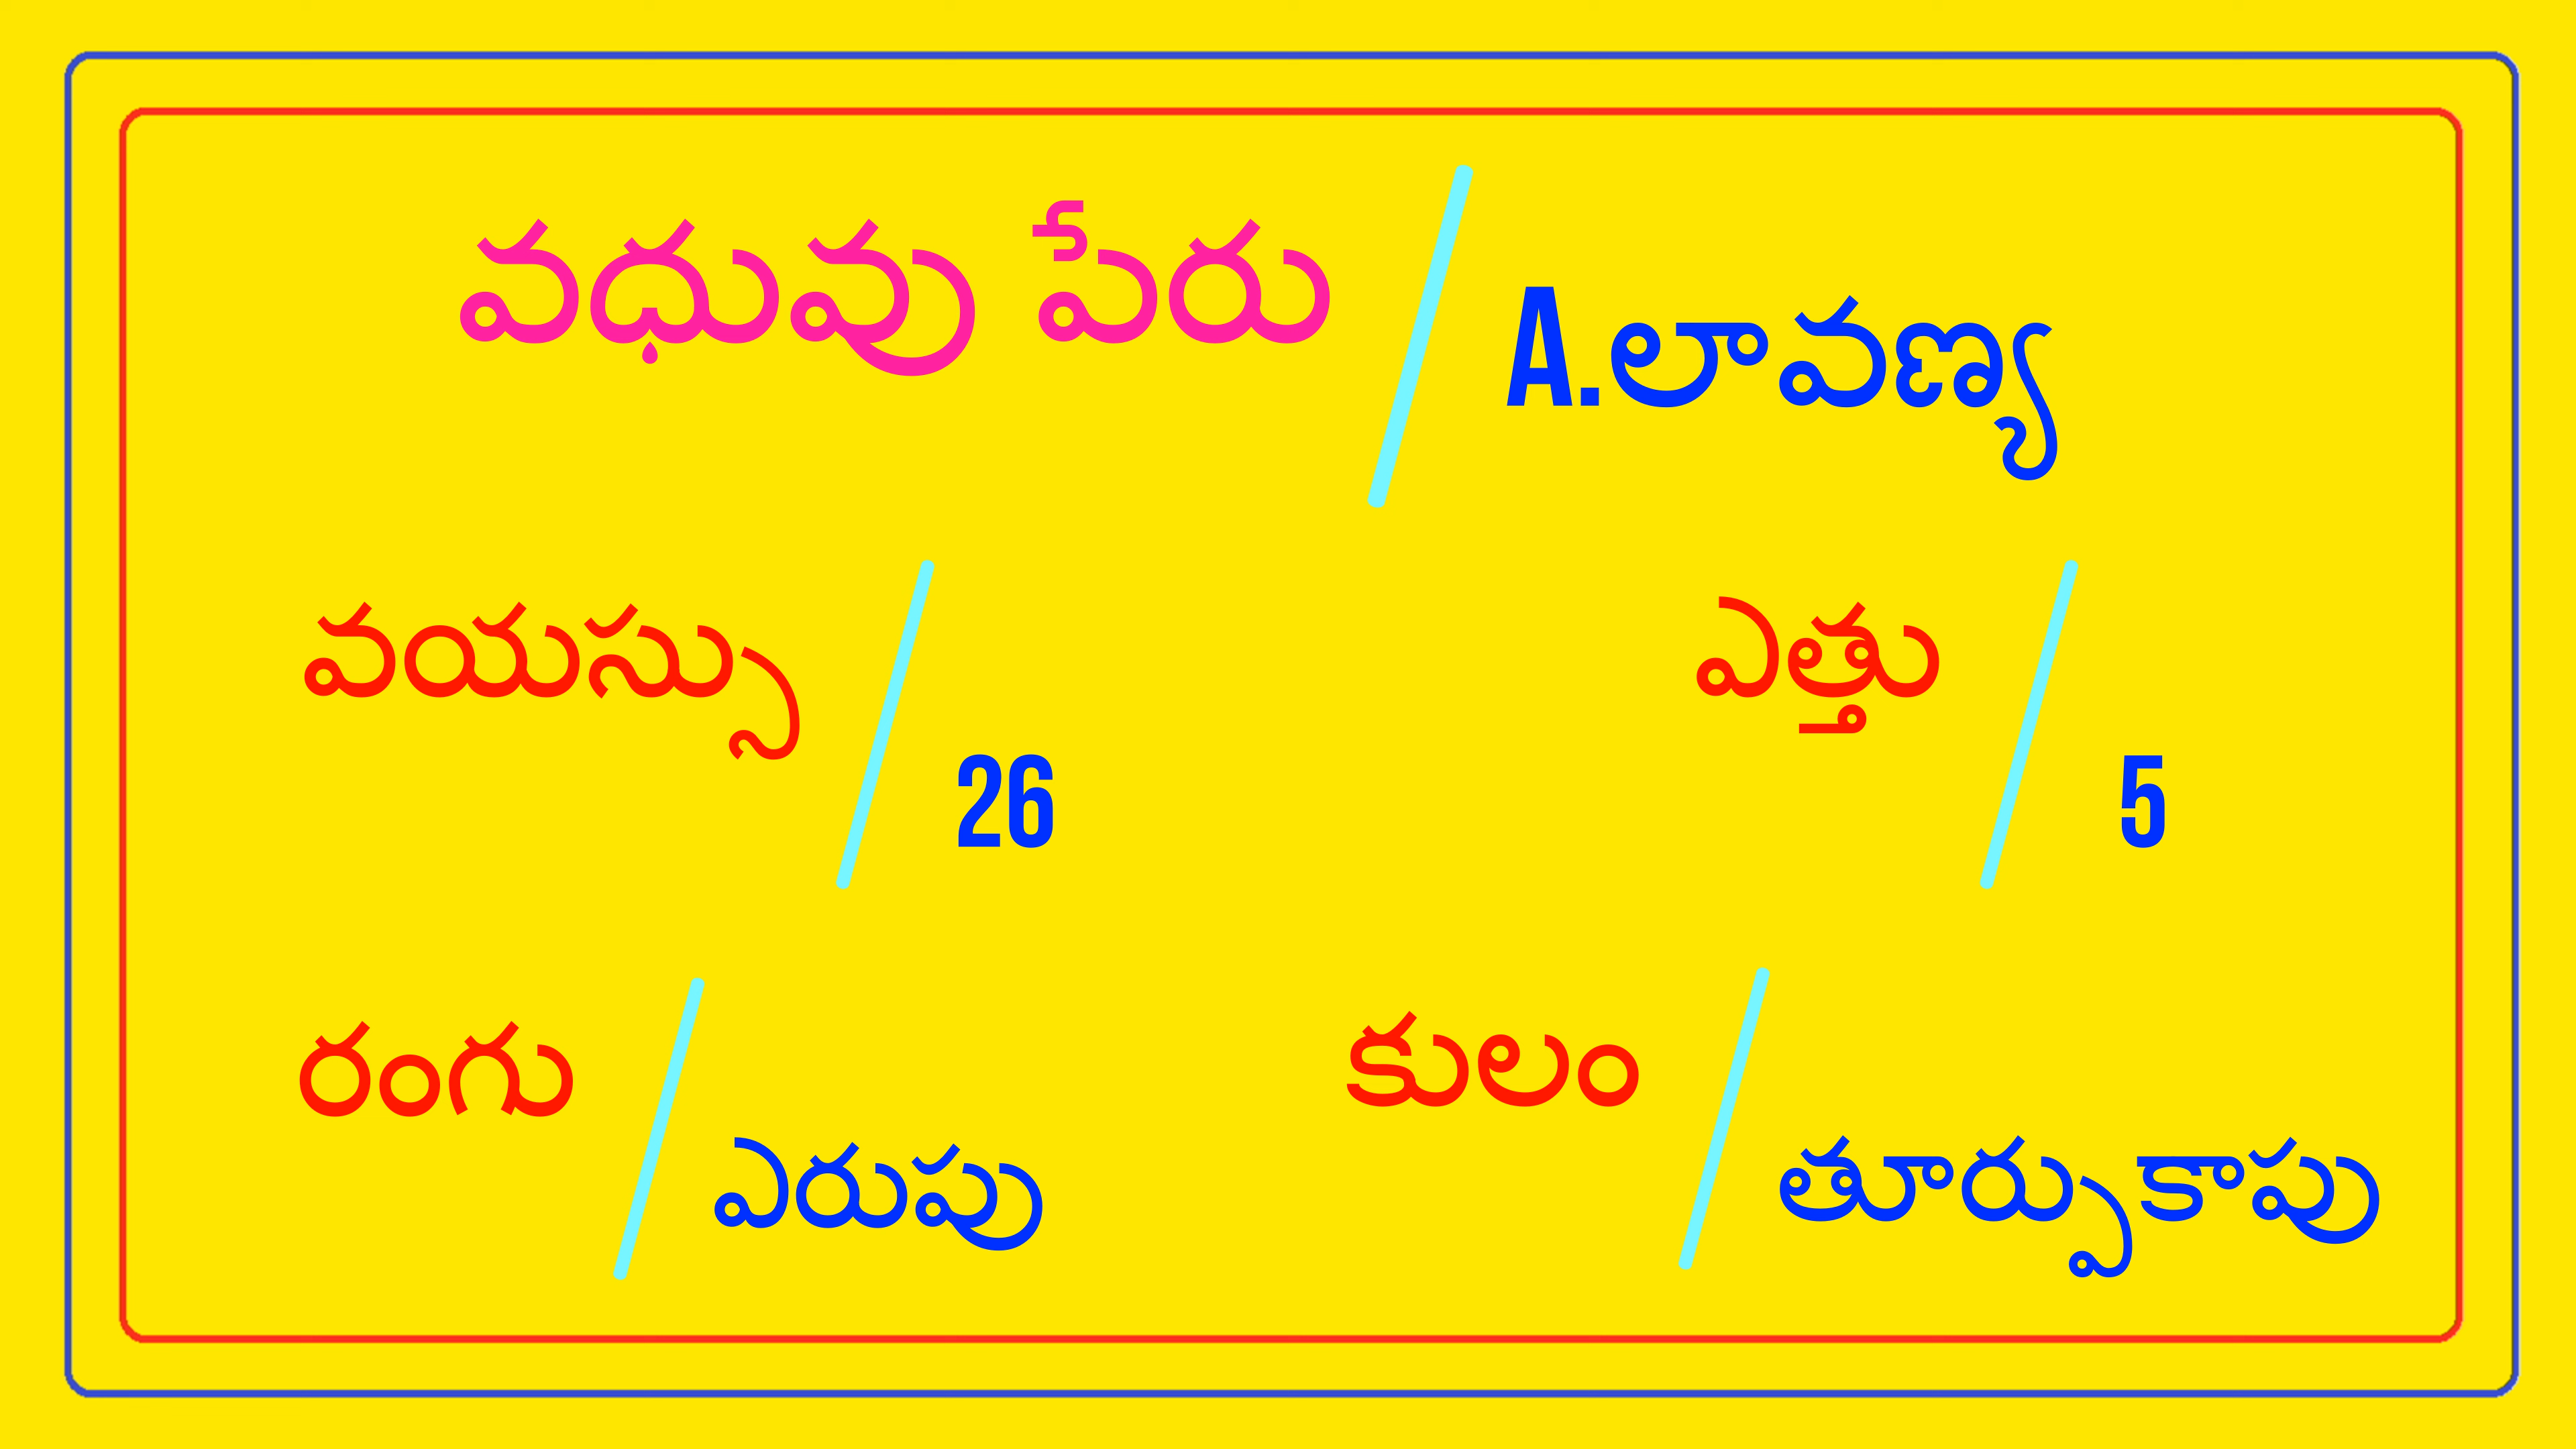 వధువు పేరు / A.లావణ్య
వయస్సు / 26
ఎత్తు / 5
రంగు / ఎరుపు
కులం / తూర్పుకాపు